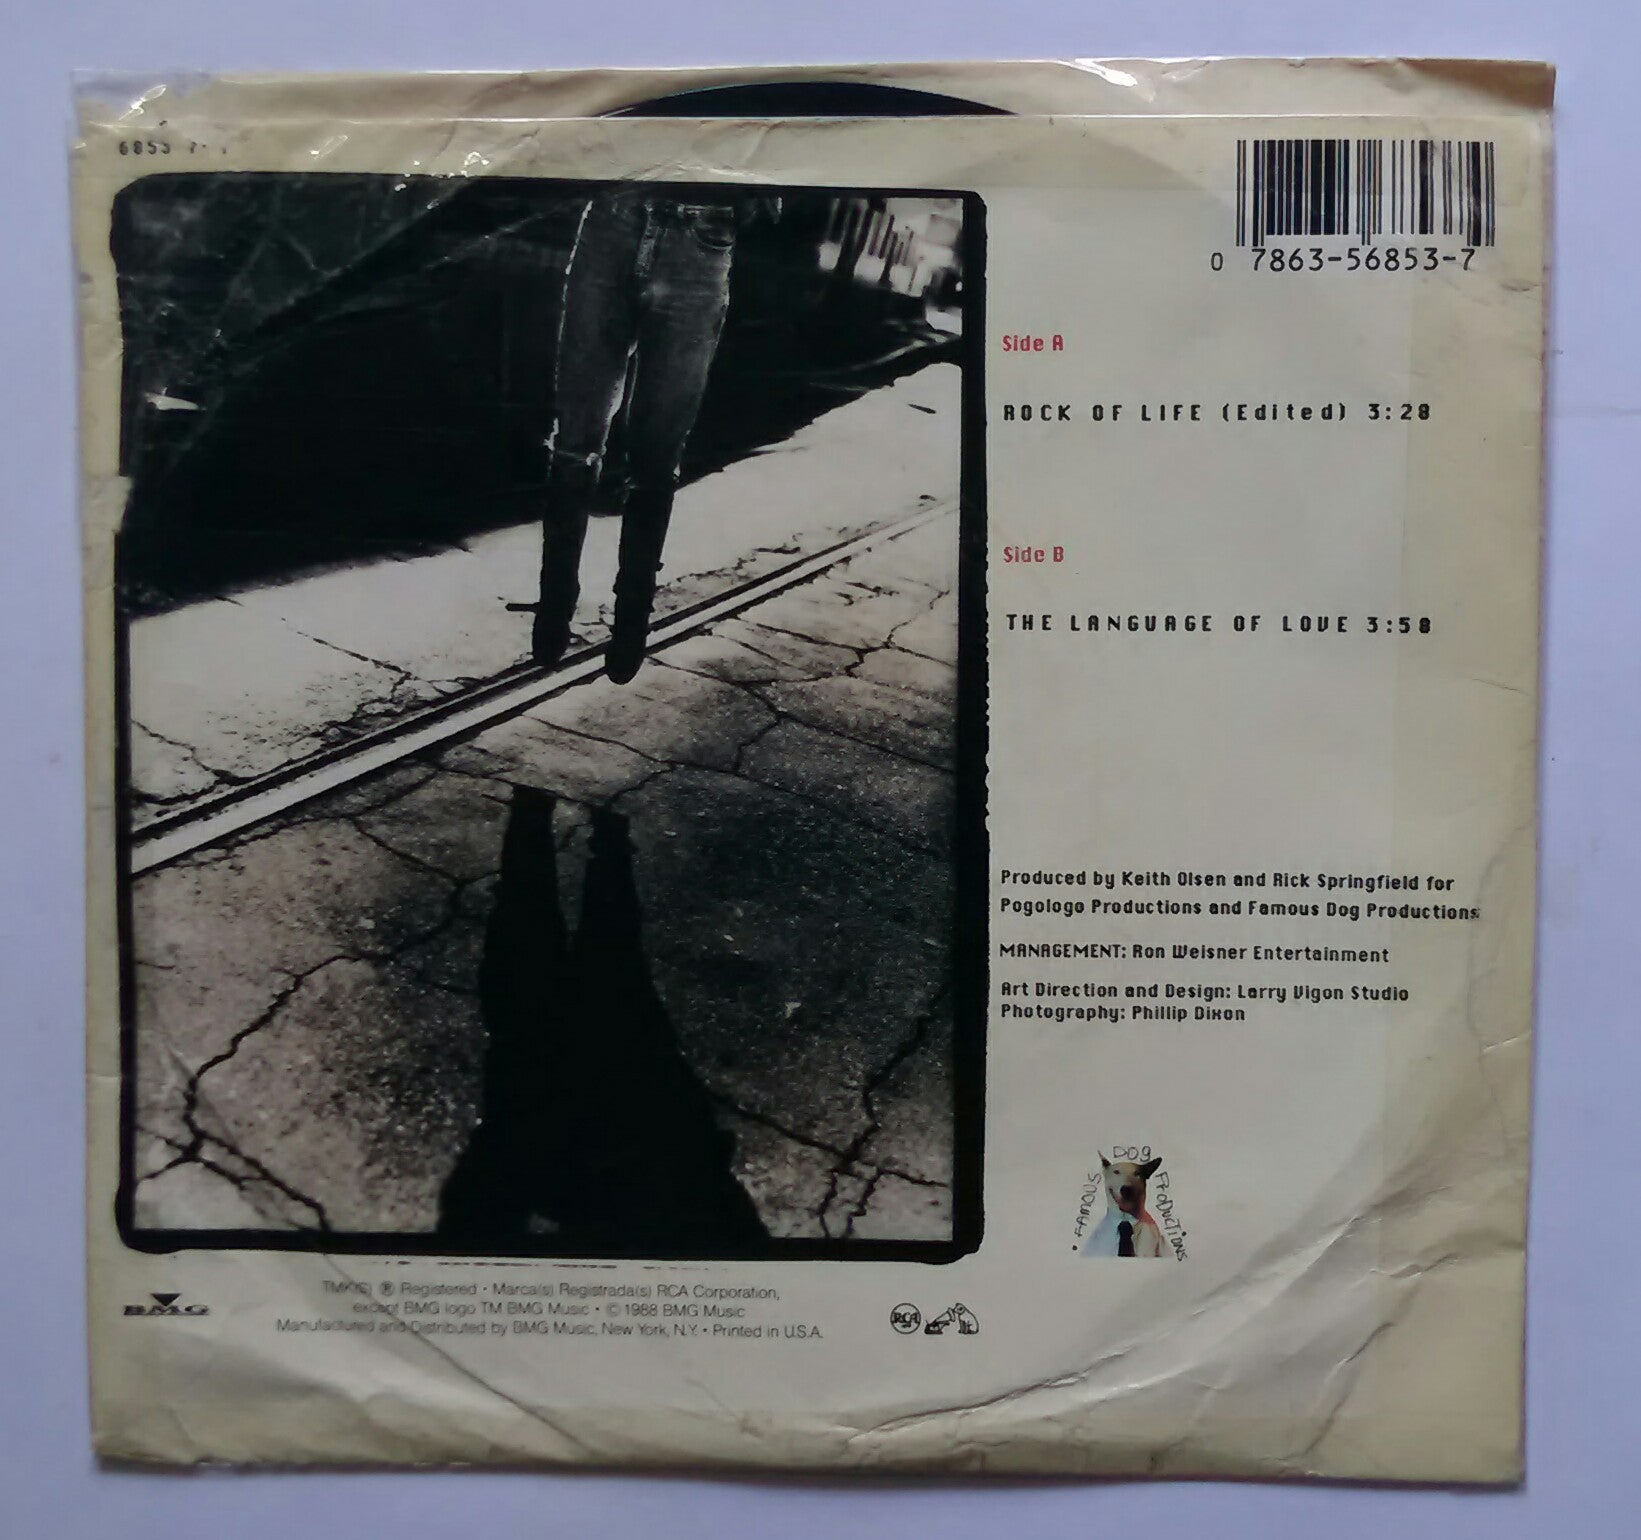 6853
0 7863-56853-7
Side A
ROCK OF LIFE (Edited) 3:28
Side B
THE LANGUAGE OF LOVE 3:58
Produced by Keith Olsen and Rick Springfield for
Pogologo Productions and Famous Dog Productions
MANAGEMENT: Ron Weisner Entertainment
Art Direction and Design: Larry Vigon Studio
Photography: Phillip Dixon
FAMOUS DOG PRODUCTIONS
BMG
TMK(S) ® Registered • Marca(s) Registrada(s) RCA Corporation,
except BMG logo TM BMG Music • © 1988 BMG Music
Manufactured and Distributed by BMG Music, New York, N.Y. • Printed in U.S.A.
RCA